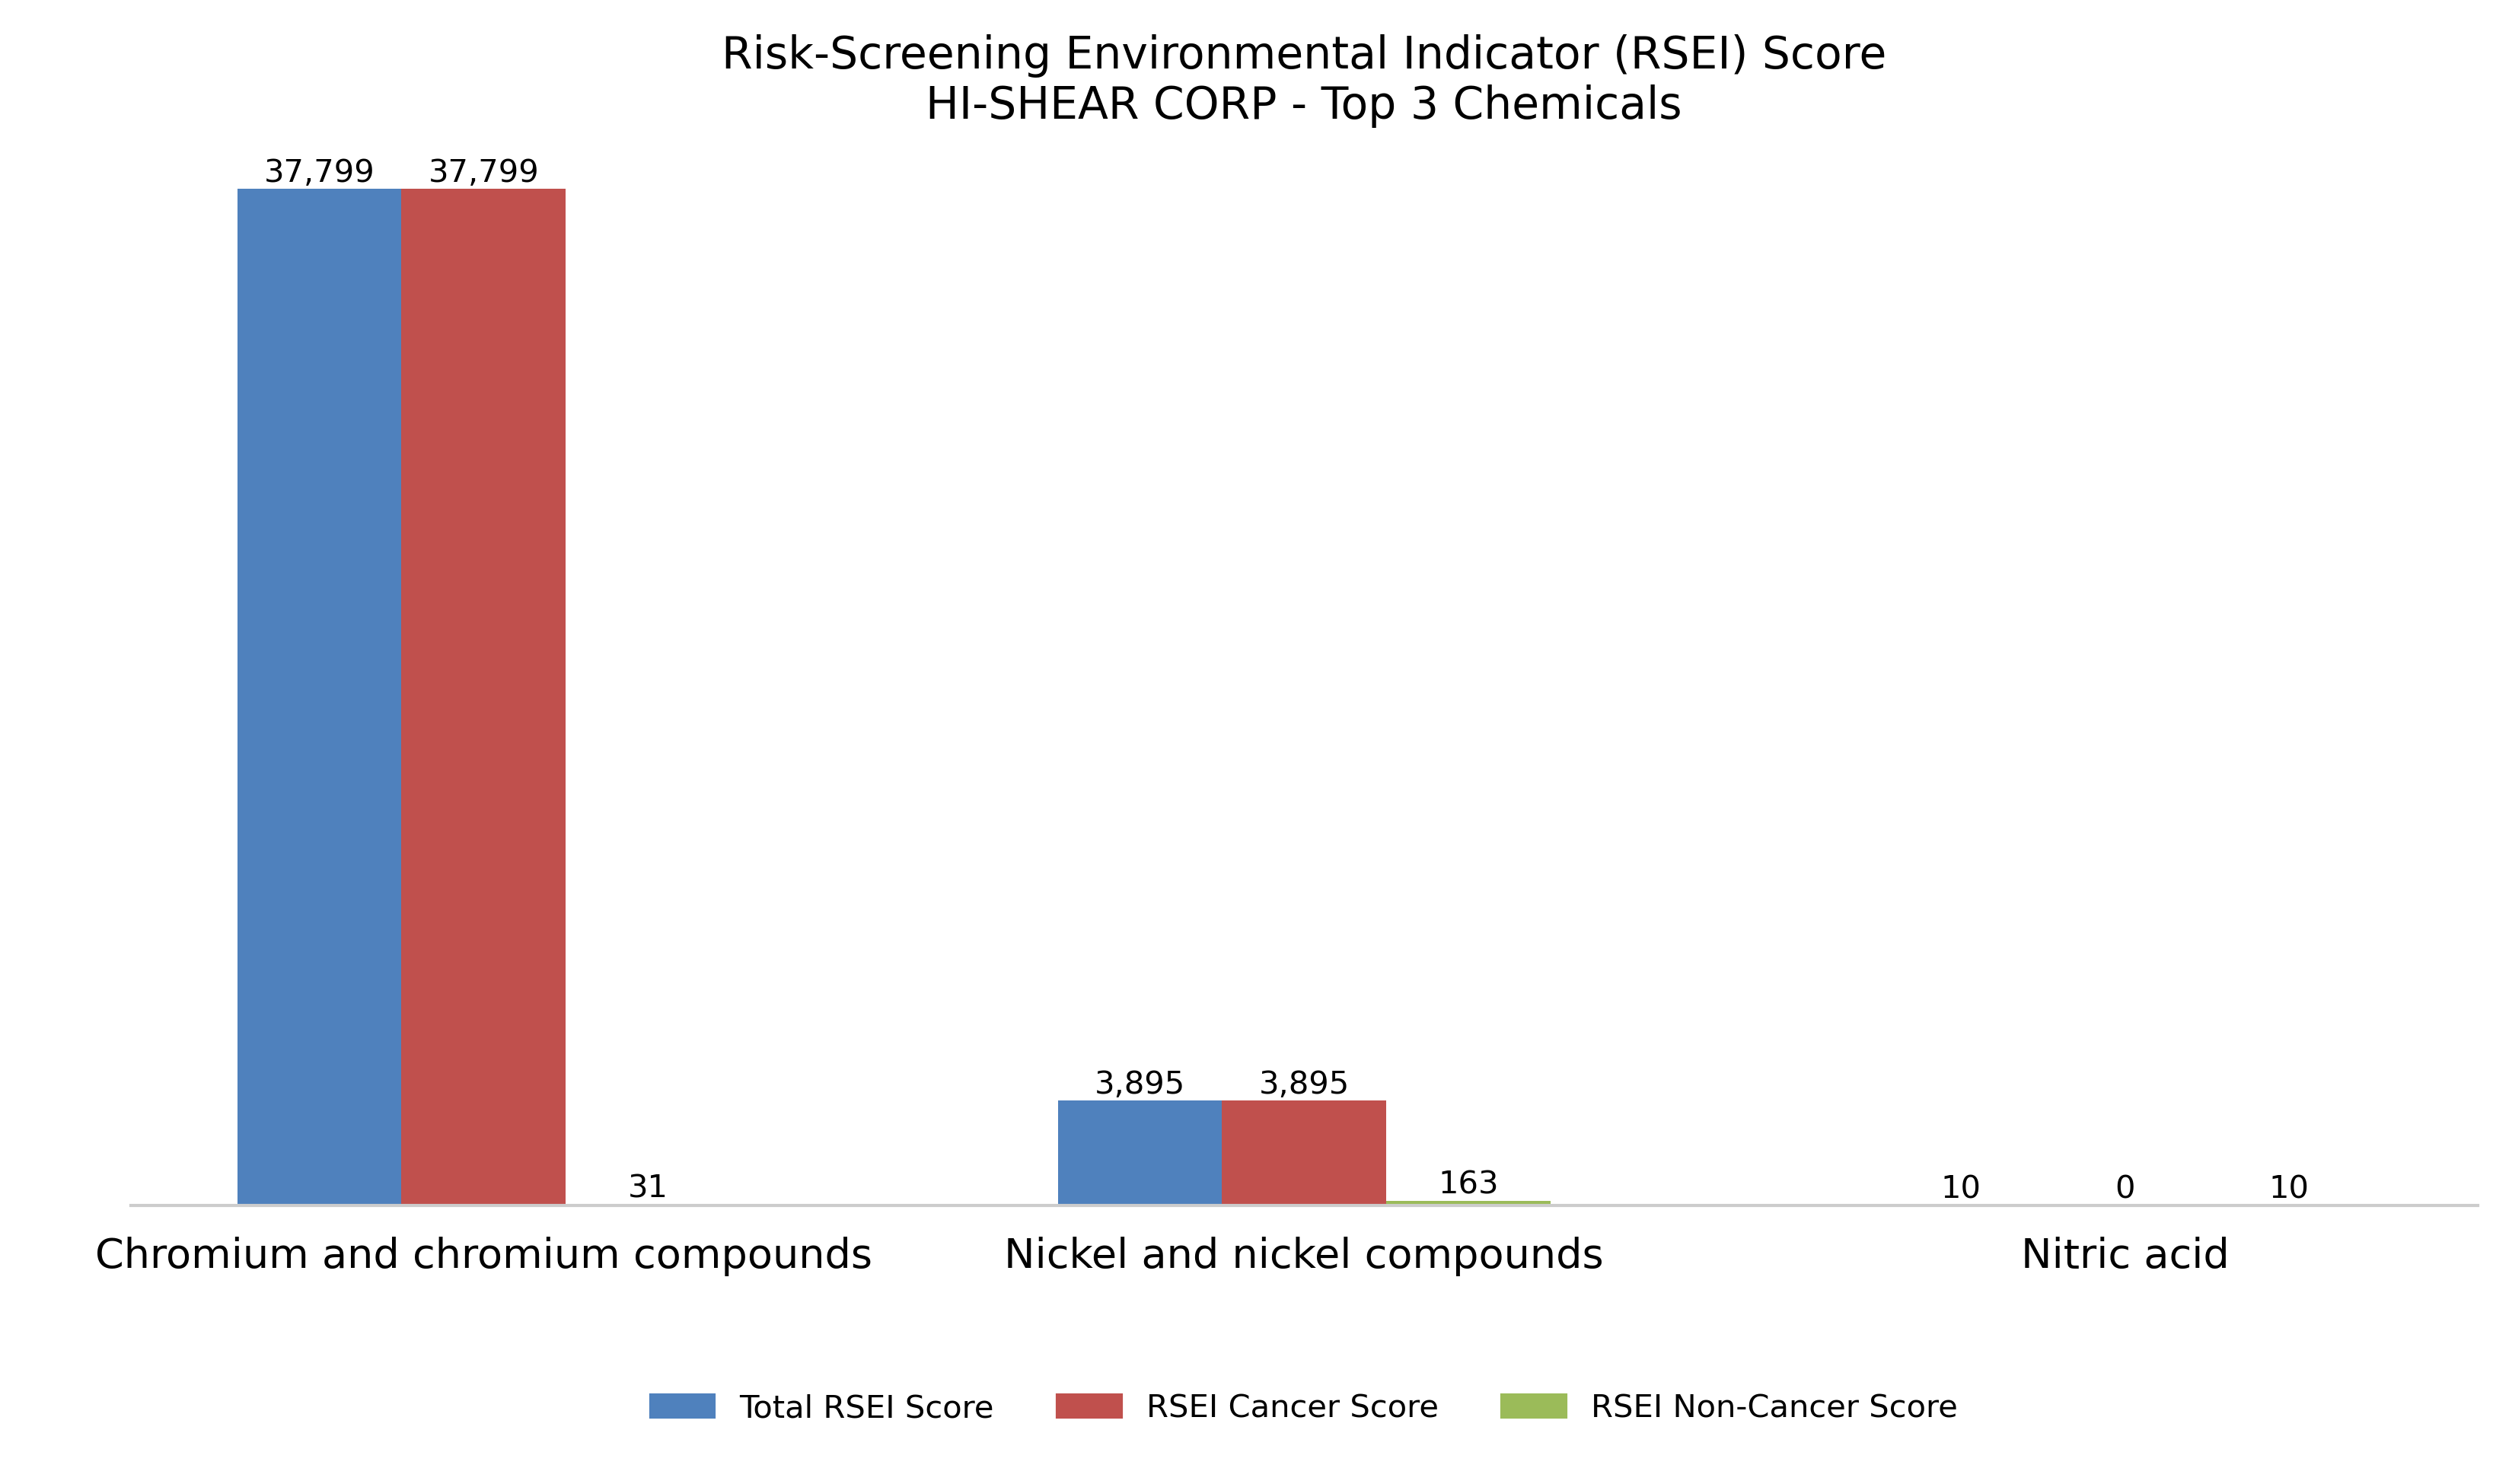 Risk-Screening Environmental Indicator (RSEI) Score
HI-SHEAR CORP - Top 3 Chemicals
37,799 37,799 31
3,895 3,895 163
10 0 10
Chromium and chromium compounds Nickel and nickel compounds Nitric acid
Total RSEI Score RSEI Cancer Score RSEI Non-Cancer Score